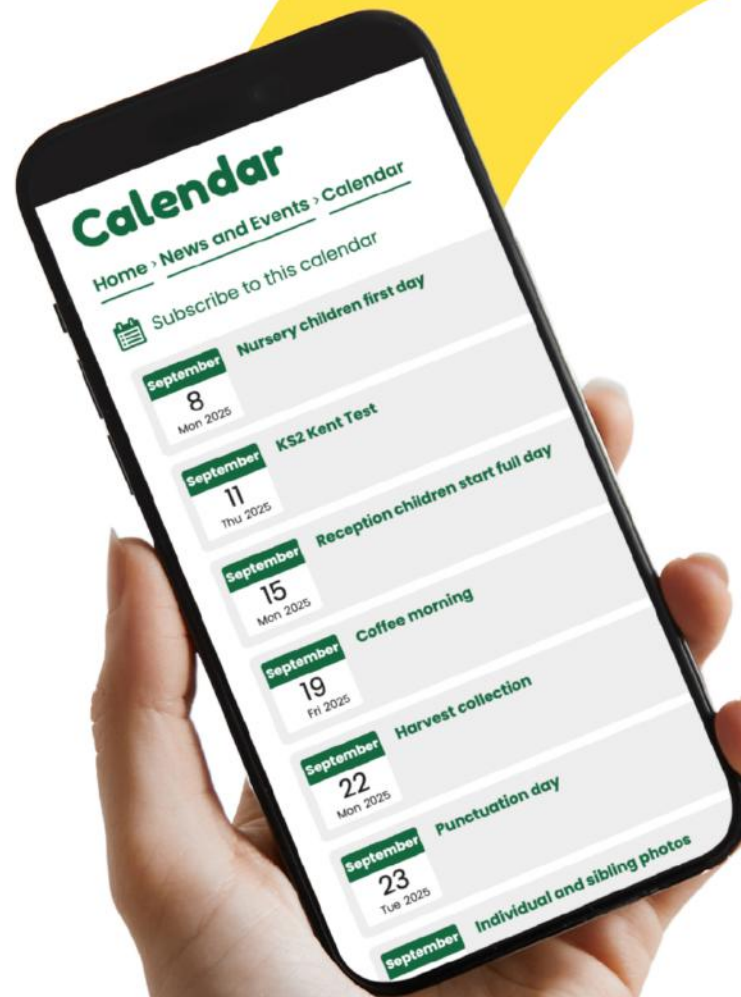 Calendar
Home › News and Events › Calendar
Subscribe to this calendar
September
8
Mon 2025
Nursery children first day
September
11
Thu 2025
KS2 Kent Test
September
15
Mon 2025
Reception children start full day
September
19
Fri 2025
Coffee morning
September
22
Mon 2025
Harvest collection
September
23
Tue 2025
Punctuation day
September
Individual and sibling photos